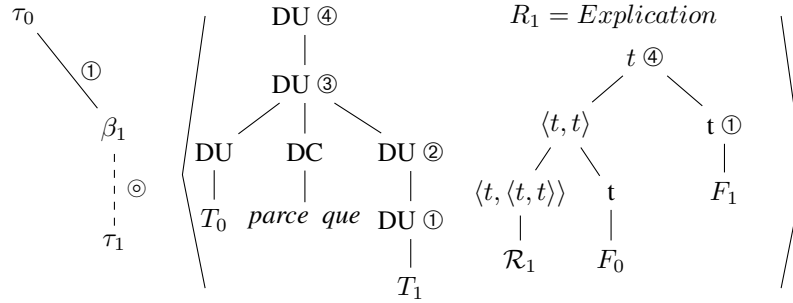 τ₀ DU ④ R₁ = Explication
① DU ③ t ④
β₁ ⟨t, t⟩ t ①
DU DC DU ②
◎ T₀ parce que DU ① ⟨t, ⟨t, t⟩⟩ t F₁
τ₁ T₁ ℛ₁ F₀